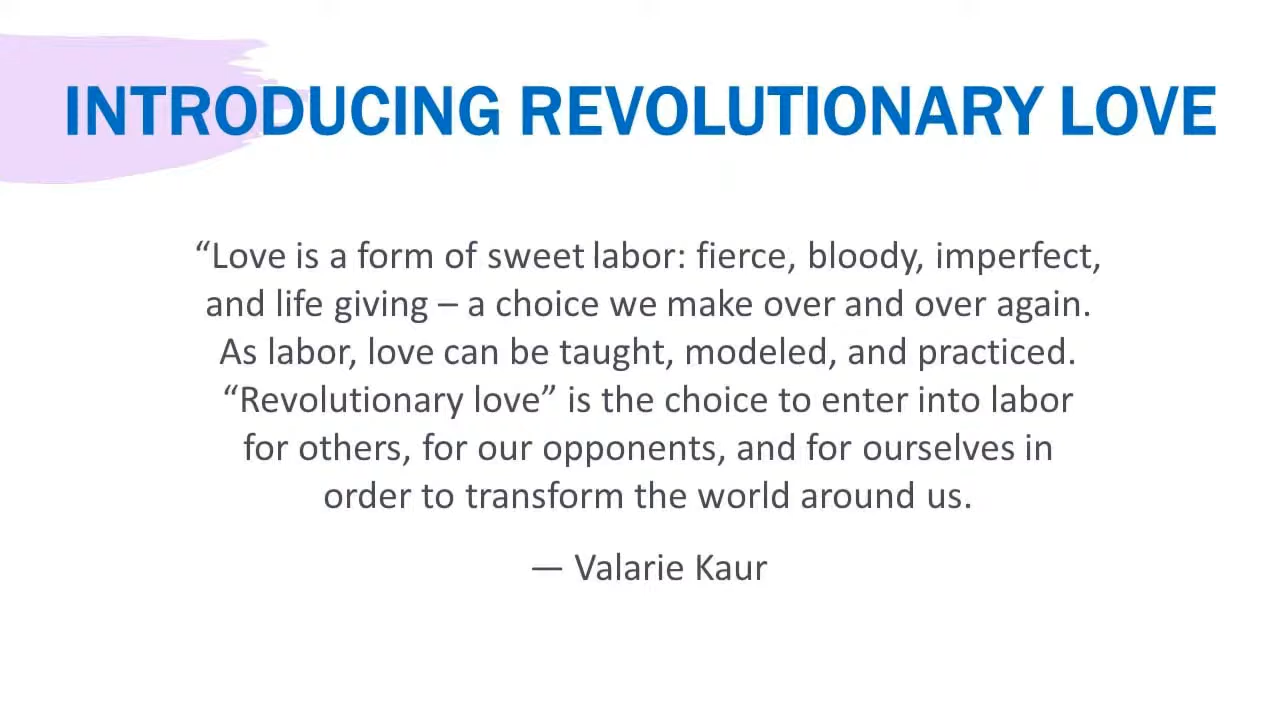 INTRODUCING REVOLUTIONARY LOVE
“Love is a form of sweet labor: fierce, bloody, imperfect,
and life giving – a choice we make over and over again.
As labor, love can be taught, modeled, and practiced.
“Revolutionary love” is the choice to enter into labor
for others, for our opponents, and for ourselves in
order to transform the world around us.
— Valarie Kaur